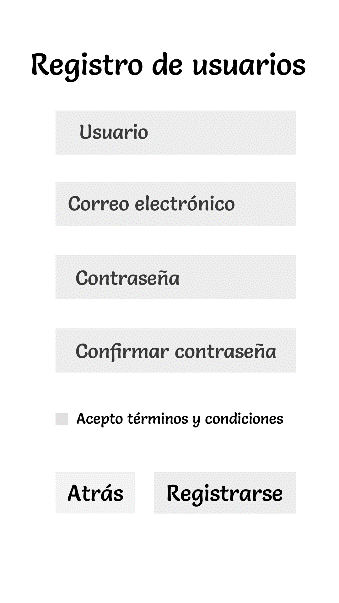 Registro de usuarios
Usuario
Correo electrónico
Contraseña
Confirmar contraseña
Acepto términos y condiciones
Atrás Registrarse